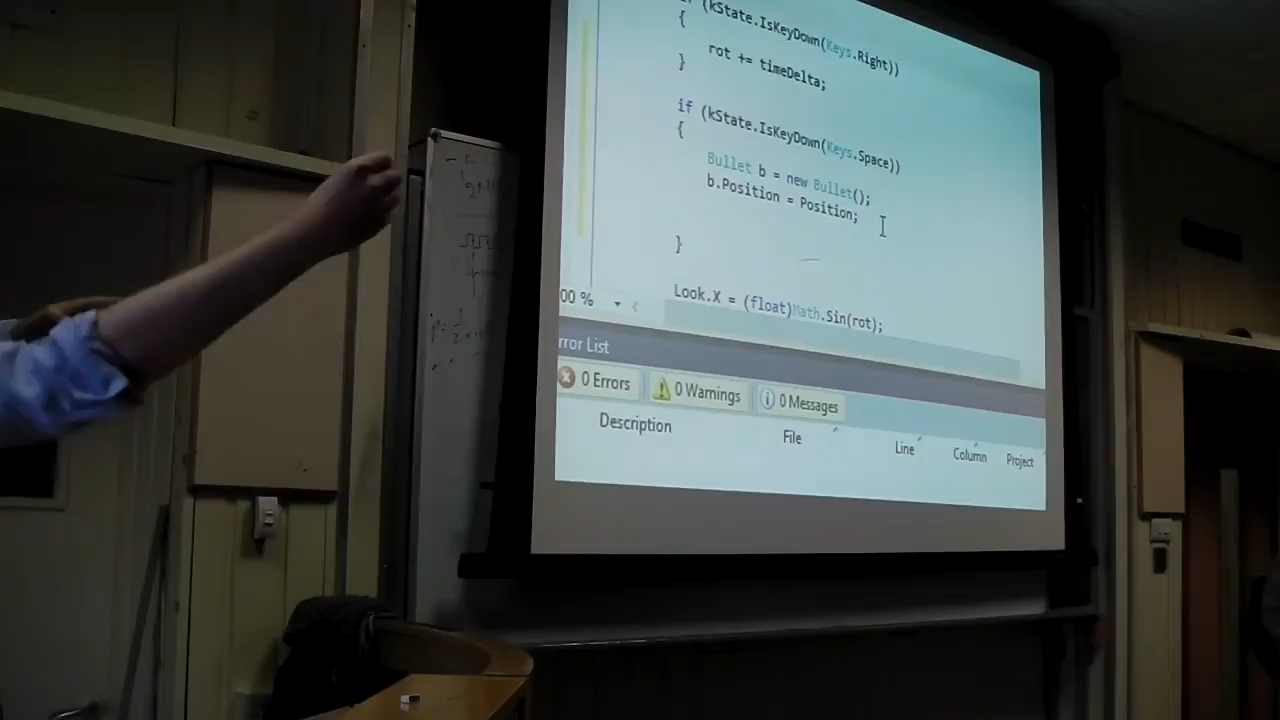 (kState.IsKeyDown(Keys.Right))
{
rot += timeDelta;
}
if (kState.IsKeyDown(Keys.Space))
{
Bullet b = new Bullet();
b.Position = Position;
}
Look.X = (float)Math.Sin(rot);
00 %
rror List
0 Errors
0 Warnings
0 Messages
Description
File
Line
Column
Project